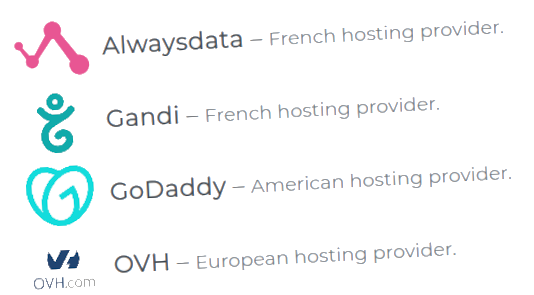 Alwaysdata – French hosting provider.
Gandi – French hosting provider.
GoDaddy – American hosting provider.
OVH – European hosting provider.
OVH.com